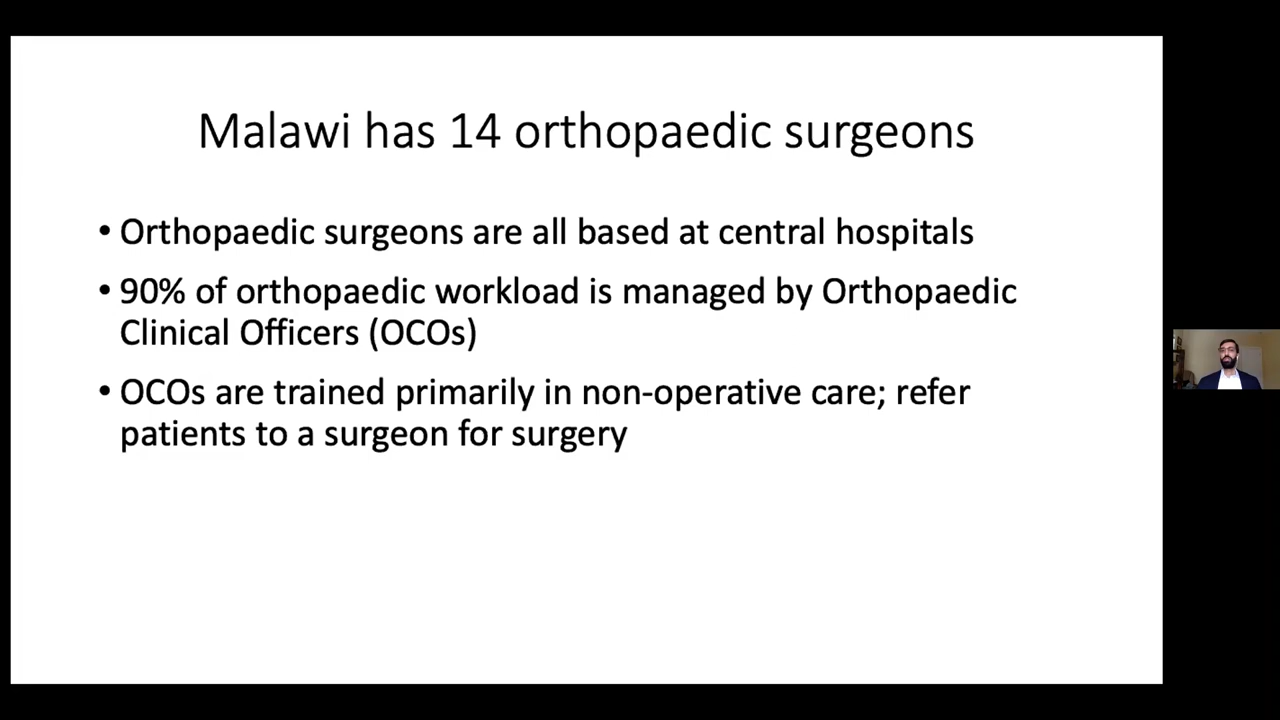 Malawi has 14 orthopaedic surgeons
• Orthopaedic surgeons are all based at central hospitals
• 90% of orthopaedic workload is managed by Orthopaedic
Clinical Officers (OCOs)
• OCOs are trained primarily in non-operative care; refer
patients to a surgeon for surgery